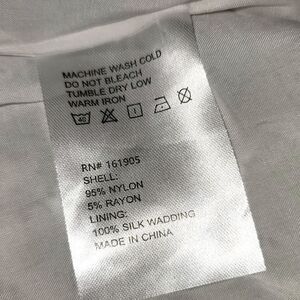 MACHINE WASH COLD
DO NOT BLEACH
TUMBLE DRY LOW
WARM IRON
40
RN# 161905
SHELL:
95% NYLON
5% RAYON
LINING:
100% SILK WADDING
MADE IN CHINA